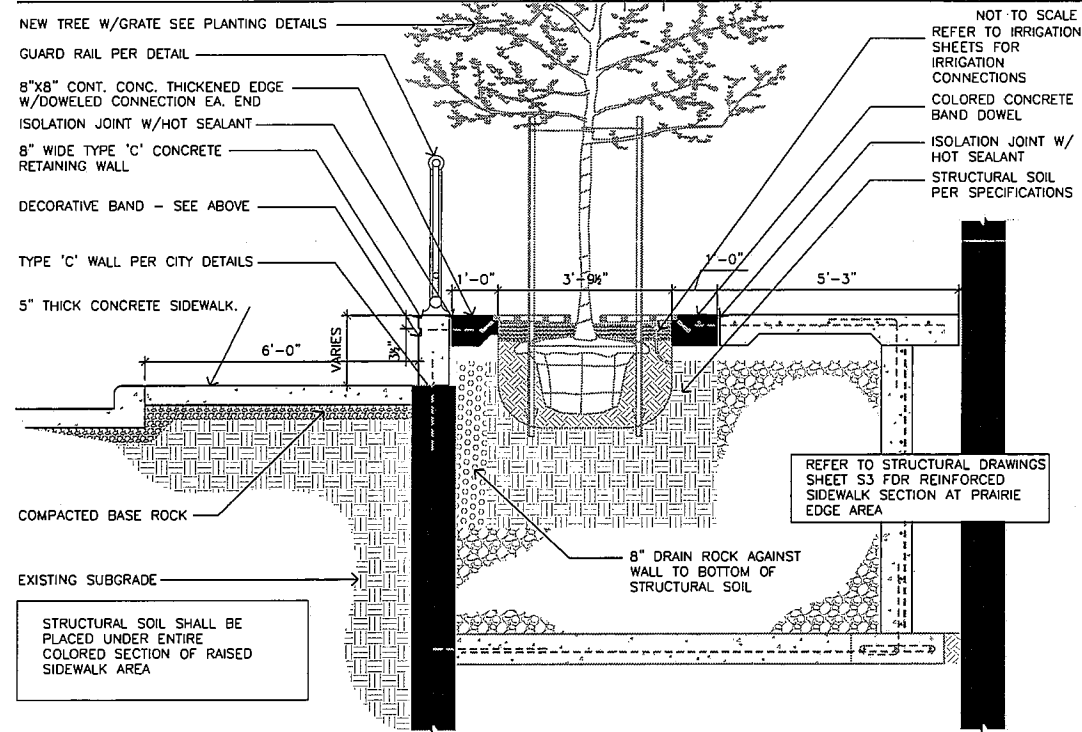 NEW TREE W/GRATE SEE PLANTING DETAILS
GUARD RAIL PER DETAIL
8"X8" CONT. CONC. THICKENED EDGE
W/DOWELED CONNECTION EA. END
ISOLATION JOINT W/HOT SEALANT
8" WIDE TYPE 'C' CONCRETE
RETAINING WALL
DECORATIVE BAND - SEE ABOVE
TYPE 'C' WALL PER CITY DETAILS
5" THICK CONCRETE SIDEWALK.
6'-0"
VARIES
3½"
1'-0"
3'-9½"
1'-0"
5'-3"
NOT TO SCALE
REFER TO IRRIGATION
SHEETS FOR
IRRIGATION
CONNECTIONS
COLORED CONCRETE
BAND DOWEL
ISOLATION JOINT W/
HOT SEALANT
STRUCTURAL SOIL
PER SPECIFICATIONS
REFER TO STRUCTURAL DRAWINGS
SHEET S3 FDR REINFORCED
SIDEWALK SECTION AT PRAIRIE
EDGE AREA
COMPACTED BASE ROCK
8" DRAIN ROCK AGAINST
WALL TO BOTTOM OF
STRUCTURAL SOIL
EXISTING SUBGRADE
STRUCTURAL SOIL SHALL BE
PLACED UNDER ENTIRE
COLORED SECTION OF RAISED
SIDEWALK AREA